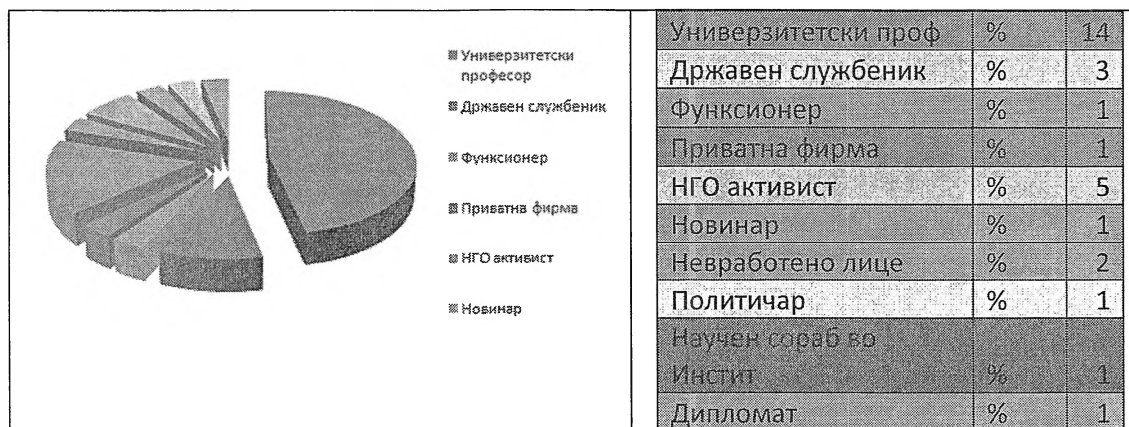 Универзитетски
професор
Државен службеник
Функсионер
Приватна фирма
НГО активист
Новинар
Универзитетски проф % 14
Државен службеник % 3
Функсионер % 1
Приватна фирма % 1
НГО активист % 5
Новинар % 1
Невработено лице % 2
Политичар % 1
Научен сораб во
Инстит % 1
Дипломат % 1